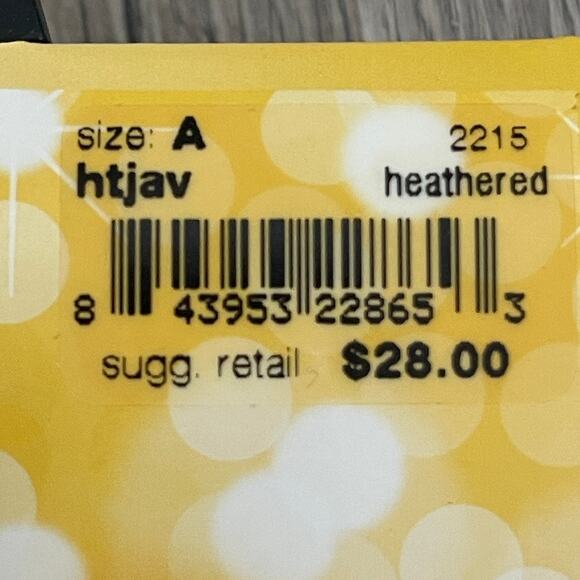 size: A 2215
htjav heathered
8 43953 22865 3
sugg. retail $28.00